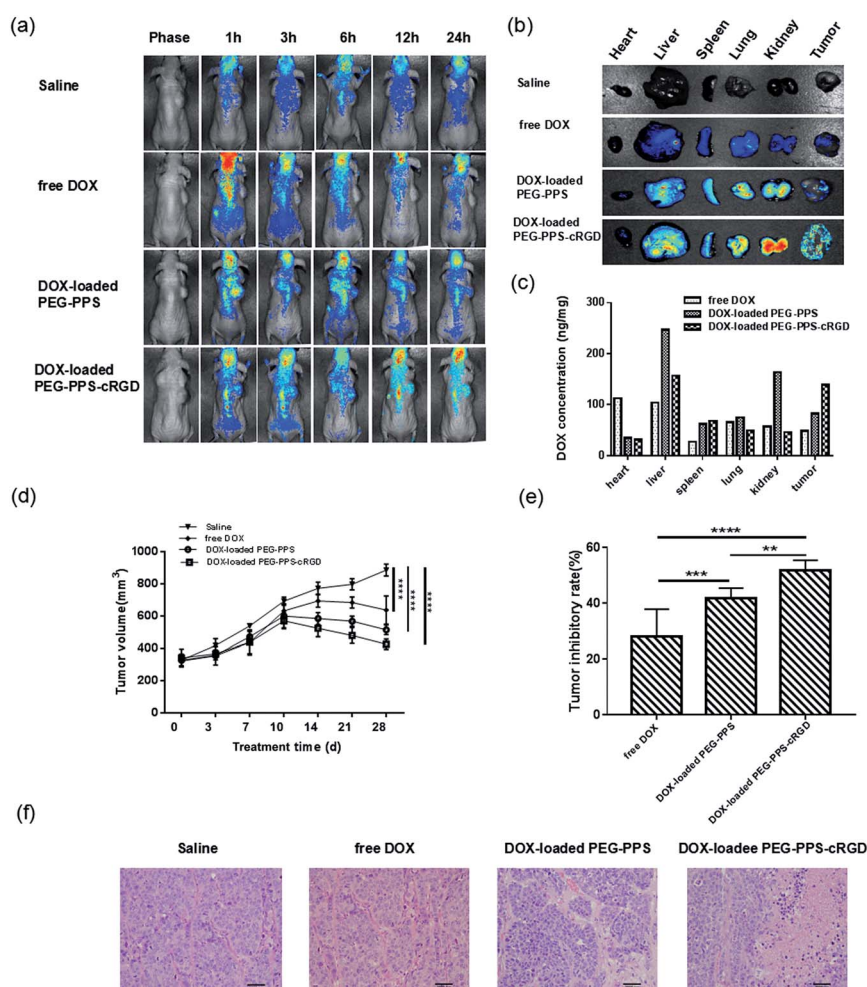 (a)
Phase 1h 3h 6h 12h 24h
Saline
free DOX
DOX-loaded
PEG-PPS
DOX-loaded
PEG-PPS-cRGD
(b)
Heart Liver Spleen Lung Kidney Tumor
Saline
free DOX
DOX-loaded
PEG-PPS
DOX-loaded
PEG-PPS-cRGD
(c)
DOX concentration (ng/mg)
300
200
100
0
free DOX
DOX-loaded PEG-PPS
DOX-loaded PEG-PPS-cRGD
heart liver spleen lung kidney tumor
(d)
Saline
free DOX
DOX-loaded PEG-PPS
DOX-loaded PEG-PPS-cRGD
Tumor volume(mm3)
1000
800
600
400
200
0
**** **** ****
0 3 7 10 14 21 28
Treatment time (d)
(e)
Tumor inhibitory rate(%)
60
40
20
0
****
**
***
free DOX
DOX-loaded PEG-PPS
DOX-loaded PEG-PPS-cRGD
(f)
Saline free DOX DOX-loaded PEG-PPS DOX-loadee PEG-PPS-cRGD